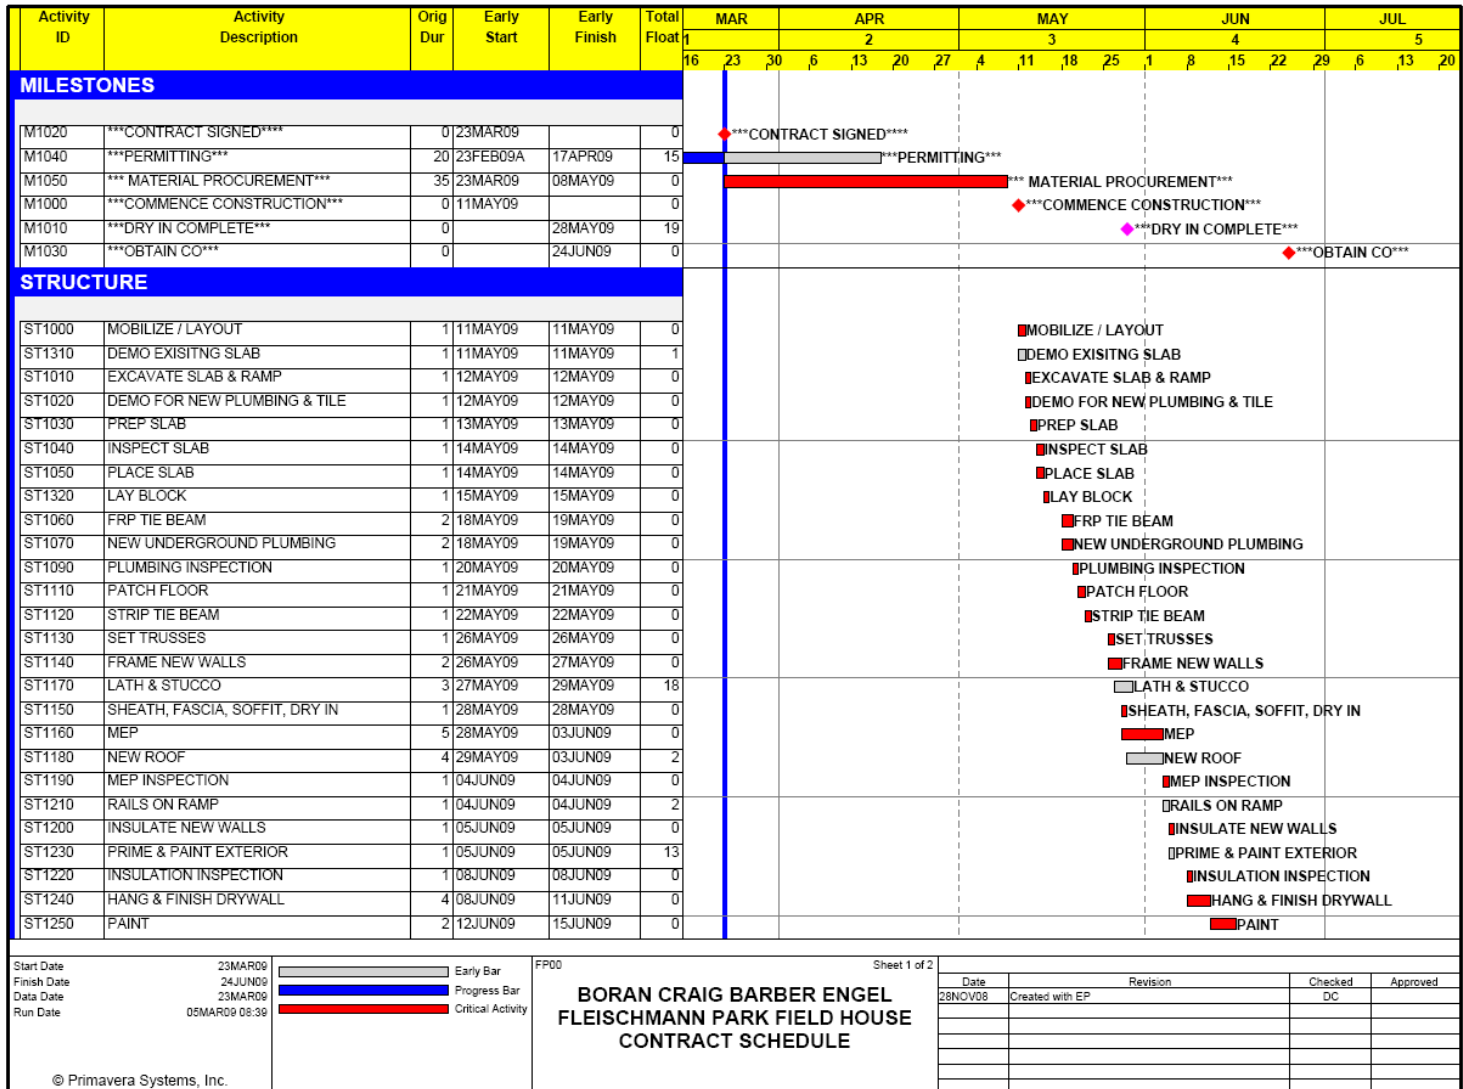 Activity Activity Orig Early Early Total MAR APR MAY JUN JUL
ID Description Dur Start Finish Float 1 2 3 4 5
16 23 30 6 13 20 27 4 11 18 25 1 8 15 22 29 6 13 20
MILESTONES
M1020 ***CONTRACT SIGNED**** 0 23MAR09 0 ***CONTRACT SIGNED****
M1040 ***PERMITTING*** 20 23FEB09A 17APR09 15 ***PERMITTING***
M1050 *** MATERIAL PROCUREMENT*** 35 23MAR09 08MAY09 0 *** MATERIAL PROCUREMENT***
M1000 ***COMMENCE CONSTRUCTION*** 0 11MAY09 0 ***COMMENCE CONSTRUCTION***
M1010 ***DRY IN COMPLETE*** 0 28MAY09 19 ***DRY IN COMPLETE***
M1030 ***OBTAIN CO*** 0 24JUN09 0 ***OBTAIN CO***
STRUCTURE
ST1000 MOBILIZE / LAYOUT 1 11MAY09 11MAY09 0 MOBILIZE / LAYOUT
ST1310 DEMO EXISITNG SLAB 1 11MAY09 11MAY09 1 DEMO EXISITNG SLAB
ST1010 EXCAVATE SLAB & RAMP 1 12MAY09 12MAY09 0 EXCAVATE SLAB & RAMP
ST1020 DEMO FOR NEW PLUMBING & TILE 1 12MAY09 12MAY09 0 DEMO FOR NEW PLUMBING & TILE
ST1030 PREP SLAB 1 13MAY09 13MAY09 0 PREP SLAB
ST1040 INSPECT SLAB 1 14MAY09 14MAY09 0 INSPECT SLAB
ST1050 PLACE SLAB 1 14MAY09 14MAY09 0 PLACE SLAB
ST1320 LAY BLOCK 1 15MAY09 15MAY09 0 LAY BLOCK
ST1060 FRP TIE BEAM 2 18MAY09 19MAY09 0 FRP TIE BEAM
ST1070 NEW UNDERGROUND PLUMBING 2 18MAY09 19MAY09 0 NEW UNDERGROUND PLUMBING
ST1090 PLUMBING INSPECTION 1 20MAY09 20MAY09 0 PLUMBING INSPECTION
ST1110 PATCH FLOOR 1 21MAY09 21MAY09 0 PATCH FLOOR
ST1120 STRIP TIE BEAM 1 22MAY09 22MAY09 0 STRIP TIE BEAM
ST1130 SET TRUSSES 1 26MAY09 26MAY09 0 SET TRUSSES
ST1140 FRAME NEW WALLS 2 26MAY09 27MAY09 0 FRAME NEW WALLS
ST1170 LATH & STUCCO 3 27MAY09 29MAY09 18 LATH & STUCCO
ST1150 SHEATH, FASCIA, SOFFIT, DRY IN 1 28MAY09 28MAY09 0 SHEATH, FASCIA, SOFFIT, DRY IN
ST1160 MEP 5 28MAY09 03JUN09 0 MEP
ST1180 NEW ROOF 4 29MAY09 03JUN09 2 NEW ROOF
ST1190 MEP INSPECTION 1 04JUN09 04JUN09 0 MEP INSPECTION
ST1210 RAILS ON RAMP 1 04JUN09 04JUN09 2 RAILS ON RAMP
ST1200 INSULATE NEW WALLS 1 05JUN09 05JUN09 0 INSULATE NEW WALLS
ST1230 PRIME & PAINT EXTERIOR 1 05JUN09 05JUN09 13 PRIME & PAINT EXTERIOR
ST1220 INSULATION INSPECTION 1 08JUN09 08JUN09 0 INSULATION INSPECTION
ST1240 HANG & FINISH DRYWALL 4 08JUN09 11JUN09 0 HANG & FINISH DRYWALL
ST1250 PAINT 2 12JUN09 15JUN09 0 PAINT
Start Date 23MAR09
Finish Date 24JUN09
Data Date 23MAR09
Run Date 05MAR09 08:39
© Primavera Systems, Inc.
Early Bar
Progress Bar
Critical Activity
FP00 Sheet 1 of 2
BORAN CRAIG BARBER ENGEL
FLEISCHMANN PARK FIELD HOUSE
CONTRACT SCHEDULE
Date Revision Checked Approved
28NOV08 Created with EP DC